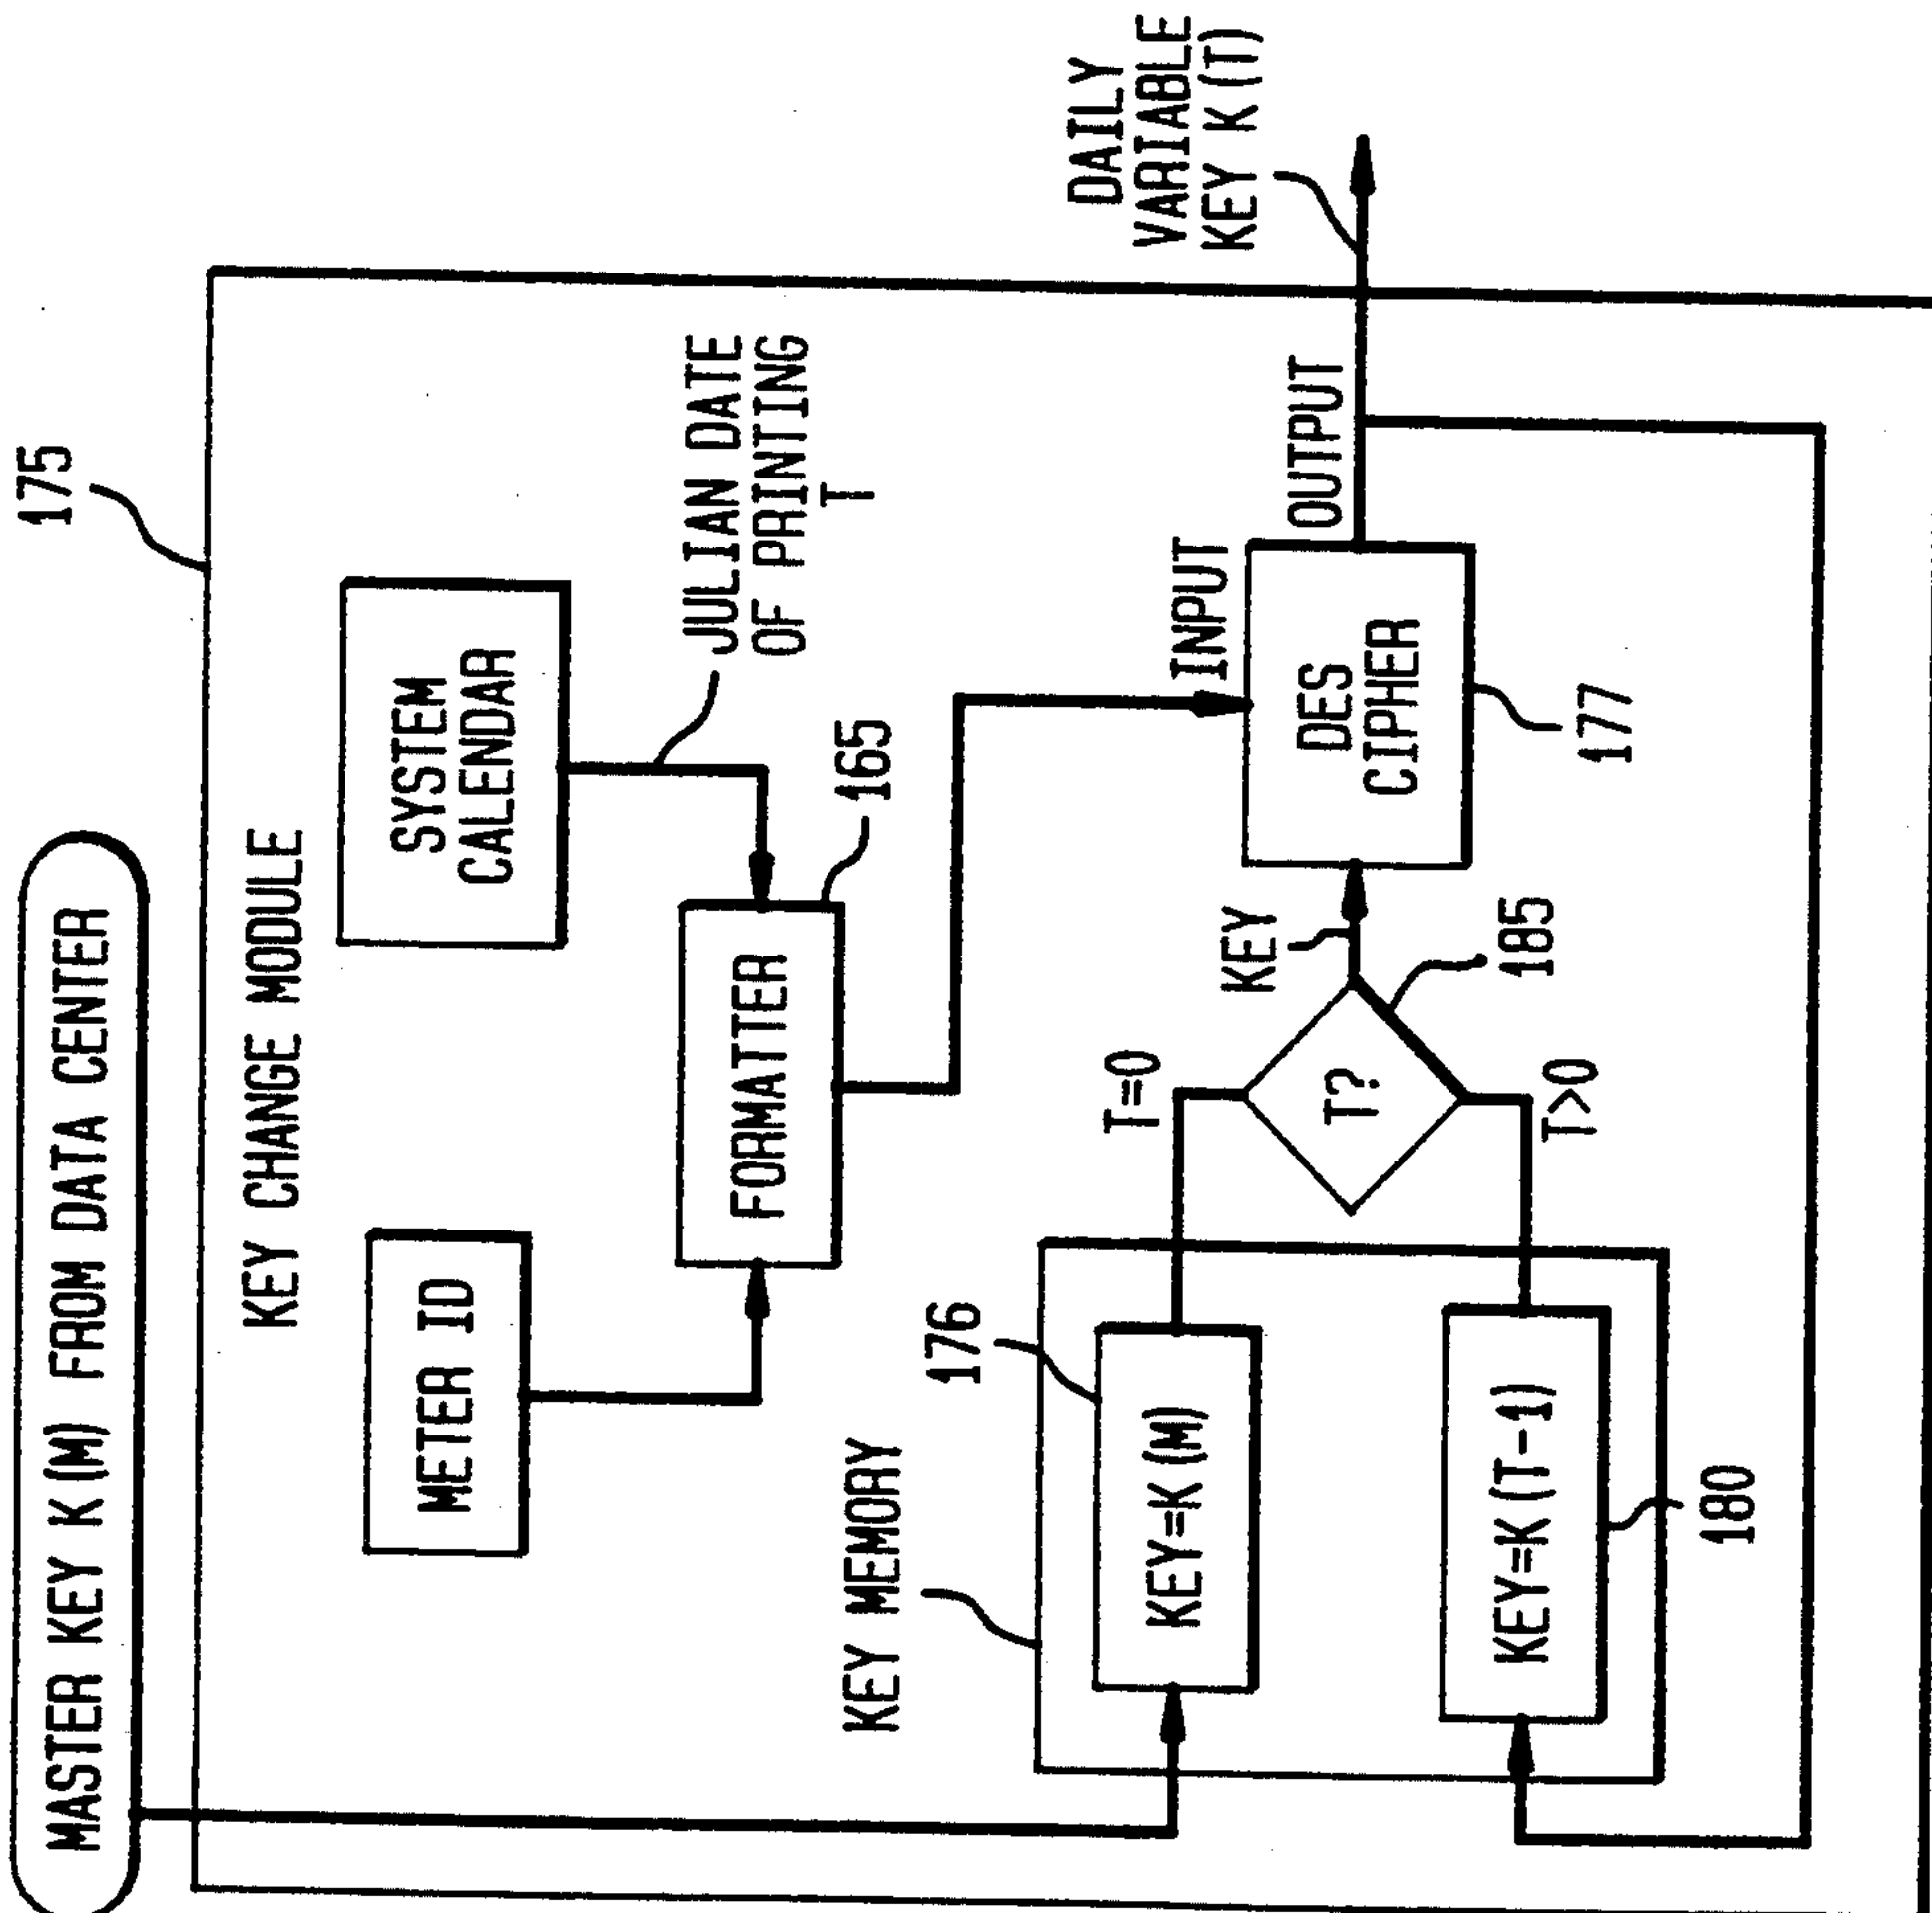 MASTER KEY K(M) FROM DATA CENTER
175
KEY CHANGE MODULE
METER ID
SYSTEM
CALENDAR
JULIAN DATE
OF PRINTING
T
FORMATTER
165
KEY MEMORY
176
KEY=K(M)
T=0
T?
T>0
KEY
185
INPUT
DES
CIPHER
177
OUTPUT
DAILY
VARIABLE
KEY K(T)
KEY=K(T-1)
180